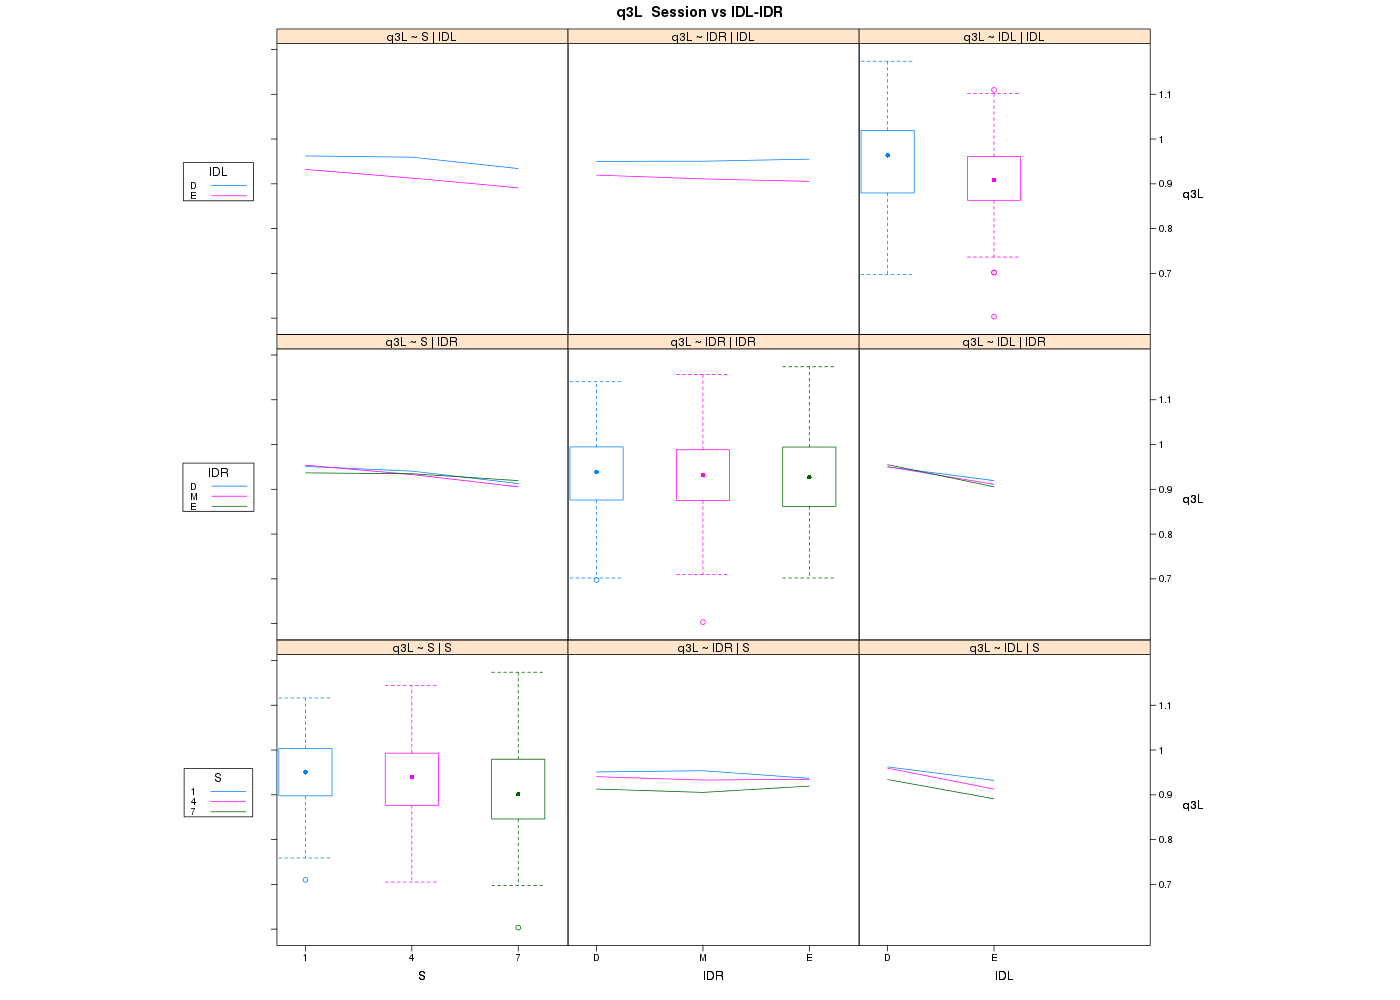 q3L Session vs IDL-IDR
q3L ~ S | IDL
q3L ~ IDR | IDL
q3L ~ IDL | IDL
IDL
D
E
1.1
1
0.9
0.8
0.7
q3L
q3L ~ S | IDR
q3L ~ IDR | IDR
q3L ~ IDL | IDR
IDR
D
M
E
1.1
1
0.9
0.8
0.7
q3L
q3L ~ S | S
q3L ~ IDR | S
q3L ~ IDL | S
S
1
4
7
1.1
1
0.9
0.8
0.7
q3L
1 4 7
D M E
D E
S
IDR
IDL